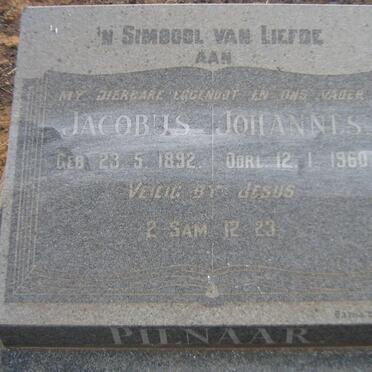 'N SIMBOOL VAN LIEFDE
AAN
MY DIERBARE EGGENOOT EN ONS VADER
JACOBUS JOHANNES
GEB. 23. 5. 1892. OORL. 12. 1. 1960
VEILIG BY JESUS
2 SAM 12 23
PIENAAR